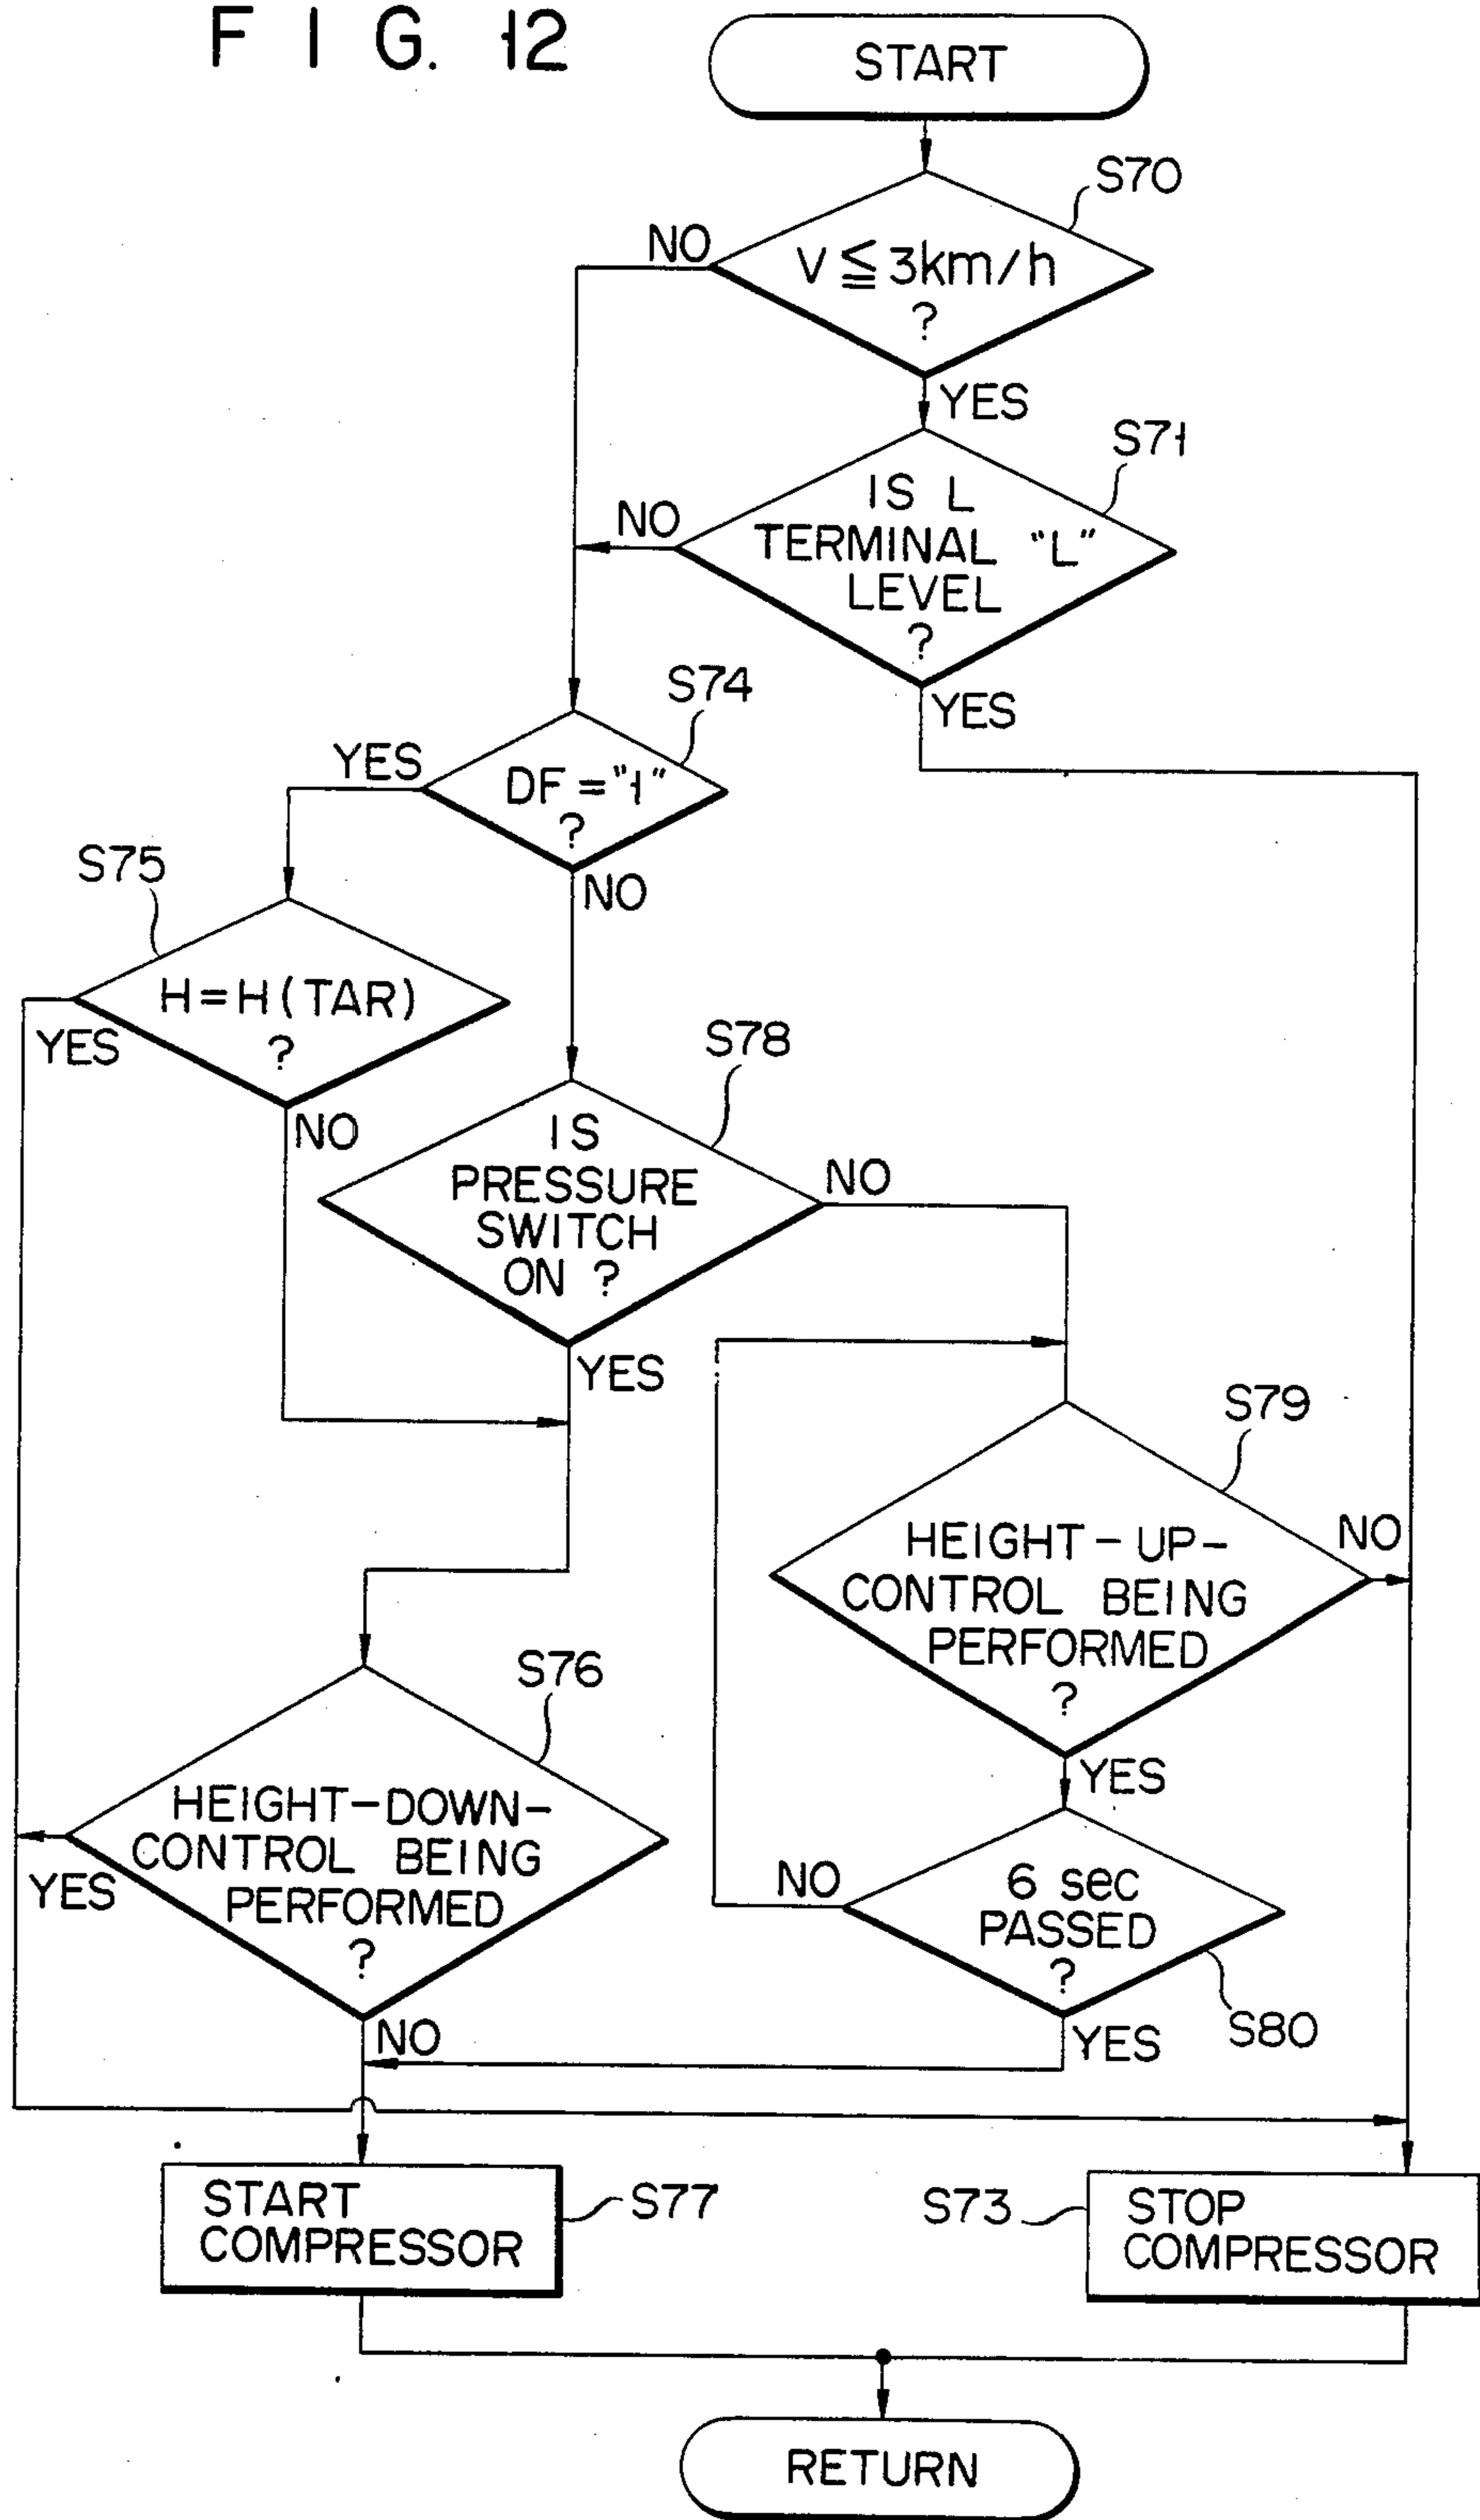 FIG. 12
START
S70
NO
V ≦ 3km/h
?
YES
S71
IS L
NO
TERMINAL "L"
LEVEL
?
YES
S74
YES
DF="1"
?
NO
S75
H=H(TAR)
?
YES
NO
S78
IS
PRESSURE
SWITCH
ON ?
NO
YES
S79
HEIGHT-UP-
CONTROL BEING
PERFORMED
?
NO
YES
S76
HEIGHT-DOWN-
CONTROL BEING
PERFORMED
?
YES
NO
6 sec
PASSED
?
NO
S80
YES
START
COMPRESSOR
S77
S73
STOP
COMPRESSOR
RETURN